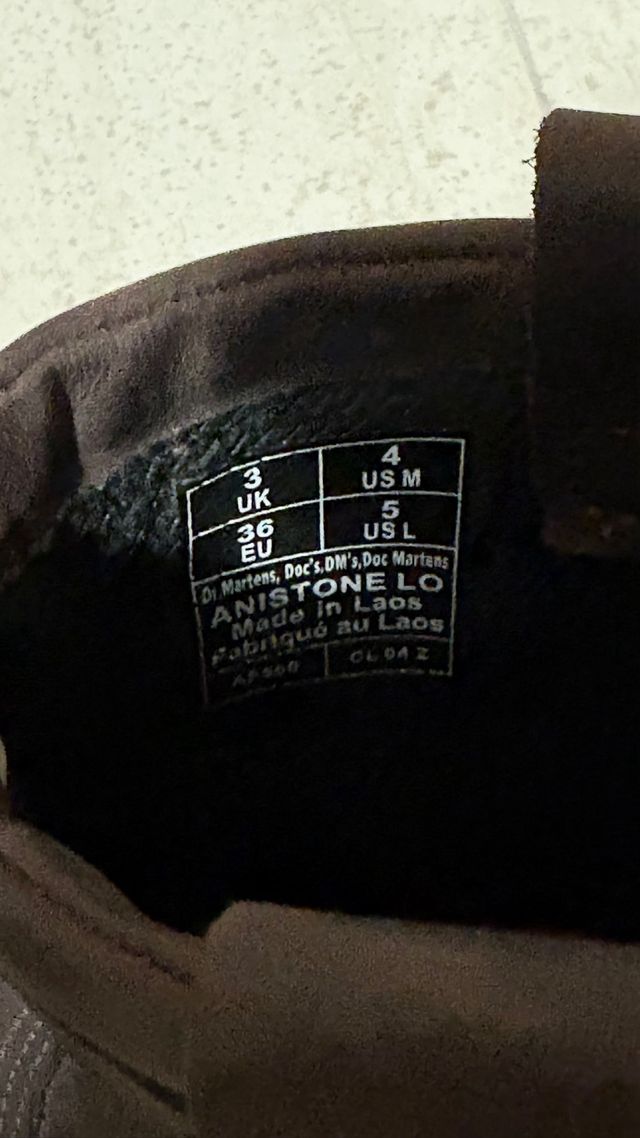 3 4
UK US M
36 5
EU US L
Dr. Martens, Doc's, DM's, Doc Martens
ANISTONE LO
Made in Laos
Fabriqué au Laos